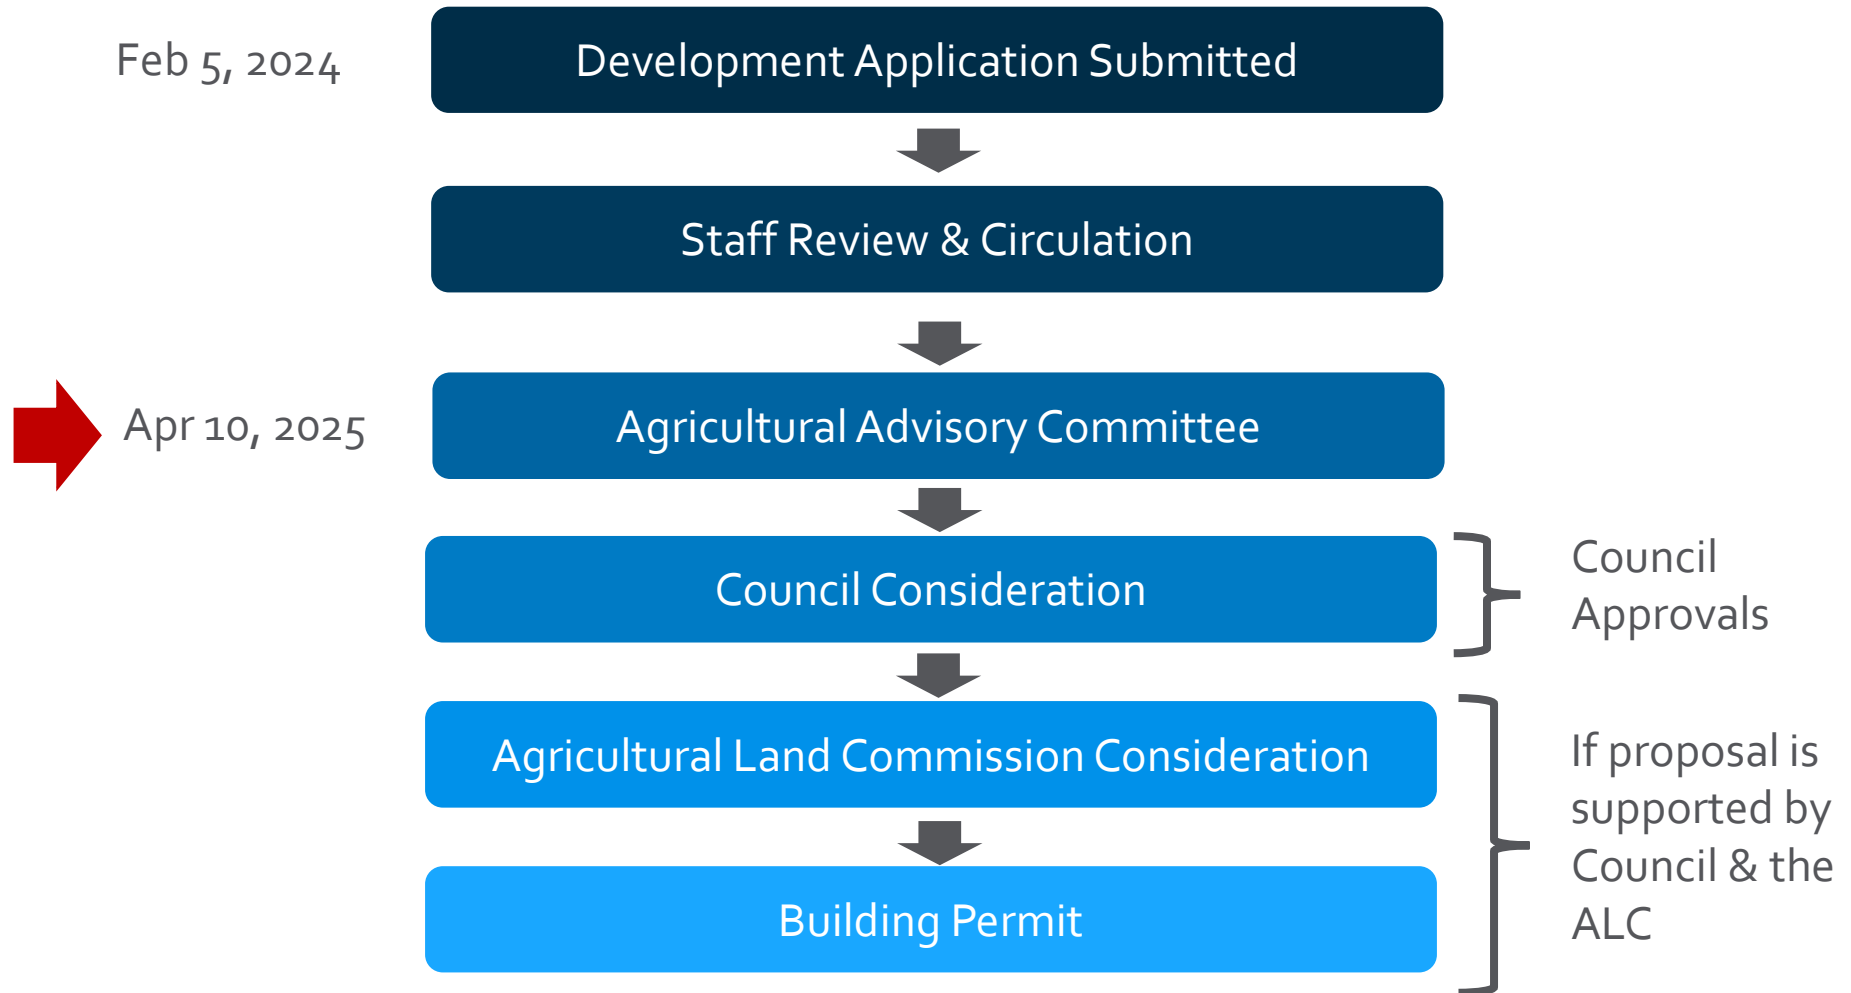 Feb 5, 2024
Development Application Submitted
Staff Review & Circulation
Apr 10, 2025
Agricultural Advisory Committee
Council Consideration
Council
Approvals
Agricultural Land Commission Consideration
If proposal is
supported by
Council & the
ALC
Building Permit